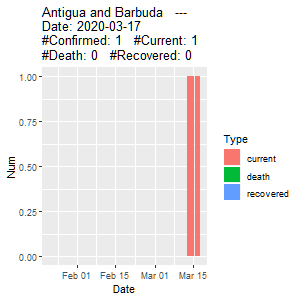 Antigua and Barbuda   ---
Date: 2020-03-17
#Confirmed: 1   #Current: 1
#Death: 0   #Recovered: 0
1.00
0.75
0.50
0.25
0.00
Num
Feb 01
Feb 15
Mar 01
Mar 15
Date
Type
current
death
recovered